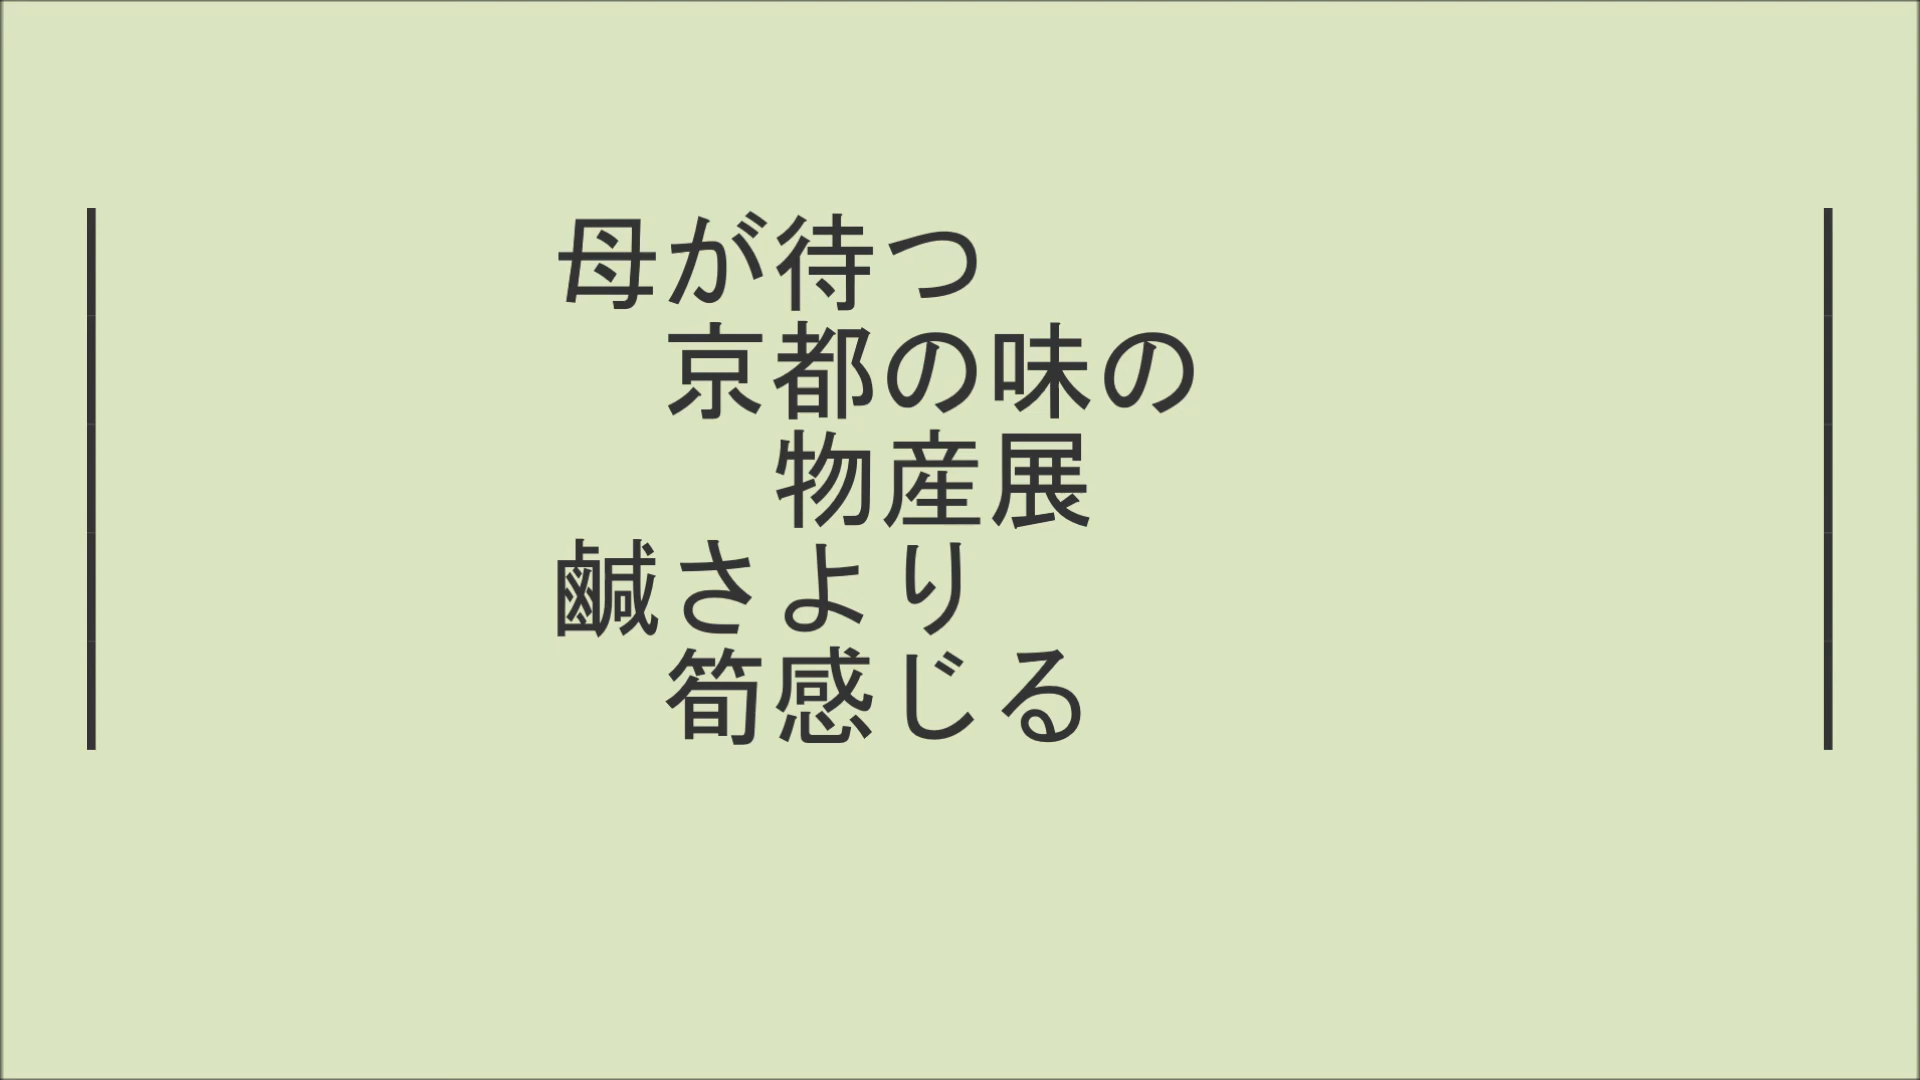 母が待つ
京都の味の
物産展
鹹さより
筍感じる